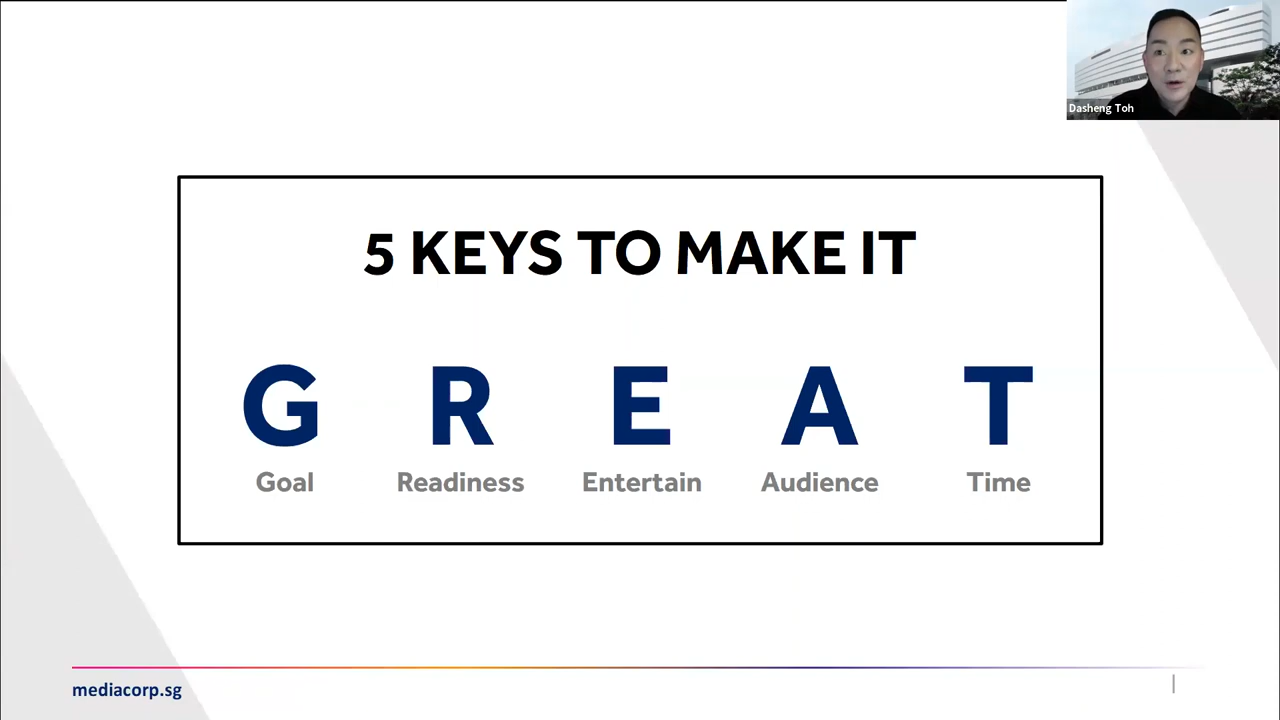 Dasheng Toh
5 KEYS TO MAKE IT
G R E A T
Goal Readiness Entertain Audience Time
mediacorp.sg